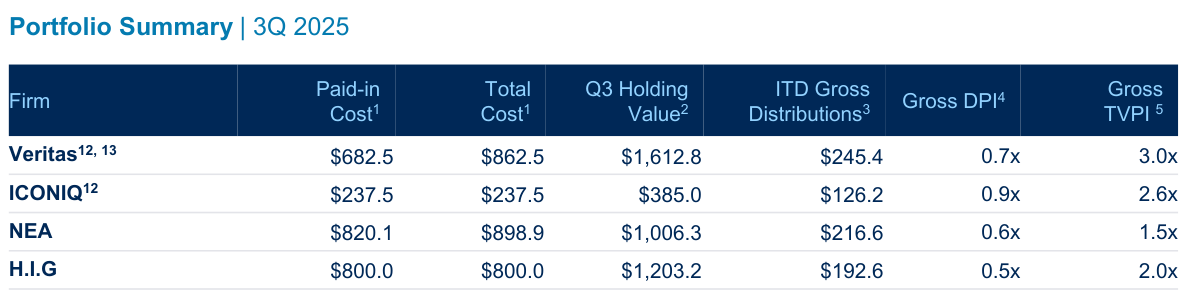 Portfolio Summary | 3Q 2025
Firm Paid-in Cost¹ Total Cost¹ Q3 Holding Value² ITD Gross Distributions³ Gross DPI⁴ Gross TVPI ⁵
Veritas¹²˒ ¹³ $682.5 $862.5 $1,612.8 $245.4 0.7x 3.0x
ICONIQ¹² $237.5 $237.5 $385.0 $126.2 0.9x 2.6x
NEA $820.1 $898.9 $1,006.3 $216.6 0.6x 1.5x
H.I.G $800.0 $800.0 $1,203.2 $192.6 0.5x 2.0x